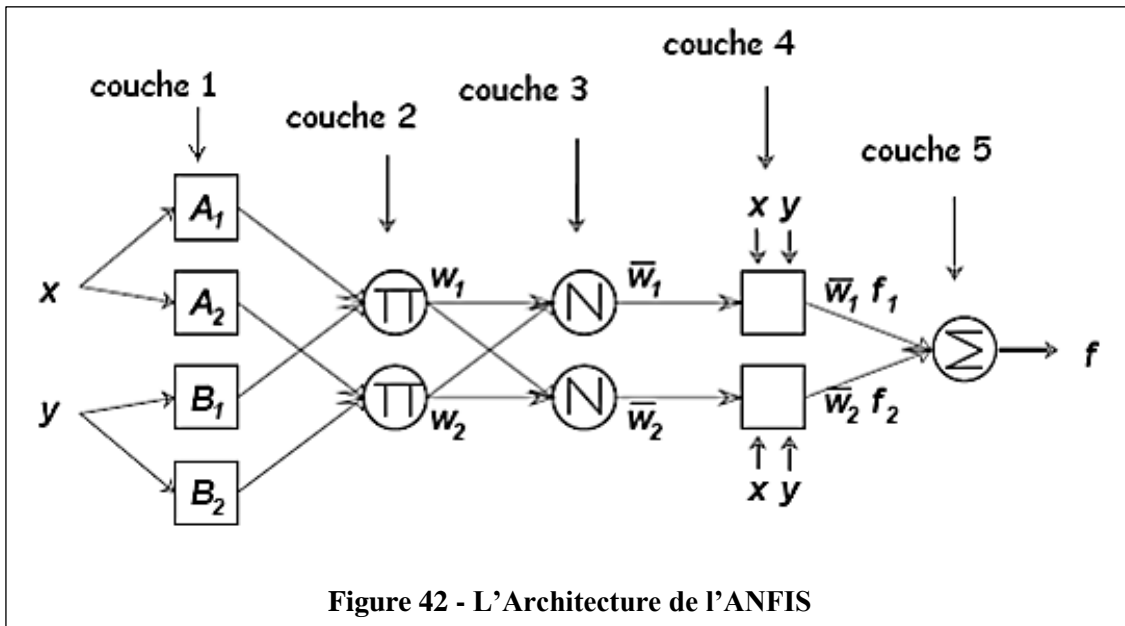 couche 1
couche 2
couche 3
couche 4
couche 5
x y
A₁
x
A₂
∏ w₁
N w̅₁
w̅₁ f₁
Σ f
y
B₁
∏ w₂
N w̅₂
w̅₂ f₂
B₂
x y
Figure 42 - L'Architecture de l'ANFIS